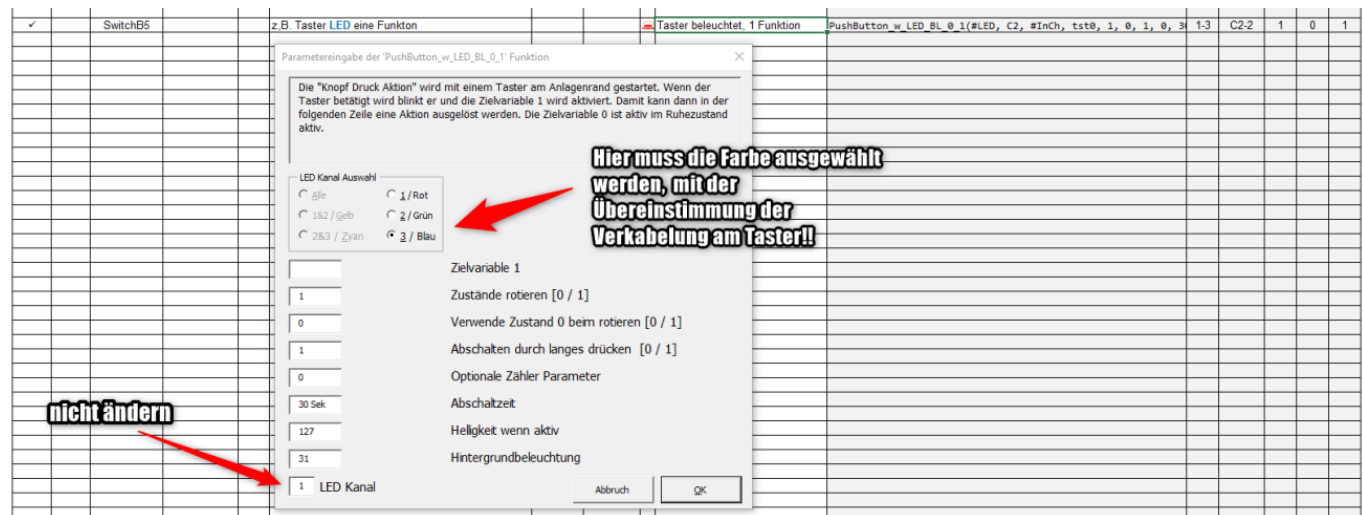 ✓ SwitchB5 z.B. Taster LED eine Funkton Taster beleuchtet, 1 Funktion PushButton_w_LED_BL_0_1(#LED, C2, #InCh, tst0, 1, 0, 1, 0, 1-3 C2-2 1 0 1
Parametereingabe der 'PushButton_w_LED_BL_0_1' Funktion
Die "Knopf Druck Aktion" wird mit einem Taster am Anlagenrand gestartet. Wenn der
Taster betätigt wird blinkt er und die Zielvariable 1 wird aktiviert. Damit kann dann in der
folgenden Zeile eine Aktion ausgelöst werden. Die Zielvariable 0 ist aktiv im Ruhezustand
aktiv.
Hier muss die Farbe ausgewählt
werden, mit der
Übereinstimmung der
Verkabelung am Taster!!
LED Kanal Auswahl
Alle 1 / Rot
1&2 / Gelb 2 / Grün
2&3 / Zyan 3 / Blau
Zielvariable 1
1 Zustände rotieren [0 / 1]
0 Verwende Zustand 0 beim rotieren [0 / 1]
1 Abschalten durch langes drücken [0 / 1]
0 Optionale Zähler Parameter
30 Sek Abschaltzeit
nicht ändern
127 Helligkeit wenn aktiv
31 Hintergrundbeleuchtung
1 LED Kanal
Abbruch OK